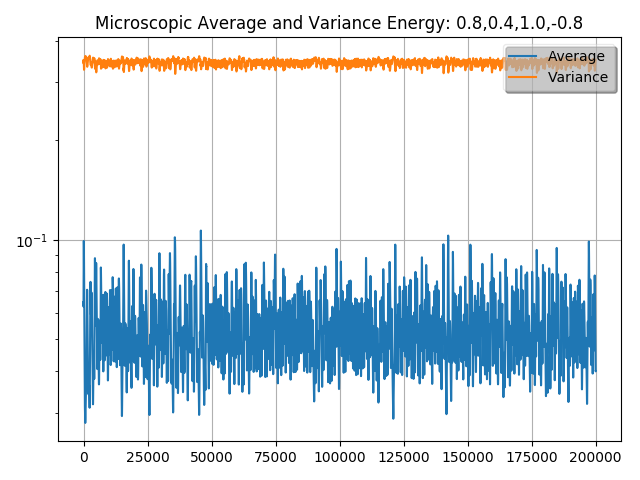 Microscopic Average and Variance Energy: 0.8,0.4,1.0,-0.8
Average
Variance
10⁻¹
0 25000 50000 75000 100000 125000 150000 175000 200000